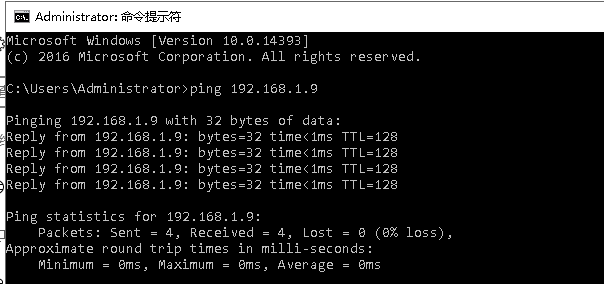 Administrator: 命令提示符
Microsoft Windows [Version 10.0.14393]
(c) 2016 Microsoft Corporation. All rights reserved.
C:\Users\Administrator>ping 192.168.1.9
Pinging 192.168.1.9 with 32 bytes of data:
Reply from 192.168.1.9: bytes=32 time<1ms TTL=128
Reply from 192.168.1.9: bytes=32 time<1ms TTL=128
Reply from 192.168.1.9: bytes=32 time<1ms TTL=128
Reply from 192.168.1.9: bytes=32 time<1ms TTL=128
Ping statistics for 192.168.1.9:
Packets: Sent = 4, Received = 4, Lost = 0 (0% loss),
Approximate round trip times in milli-seconds:
Minimum = 0ms, Maximum = 0ms, Average = 0ms